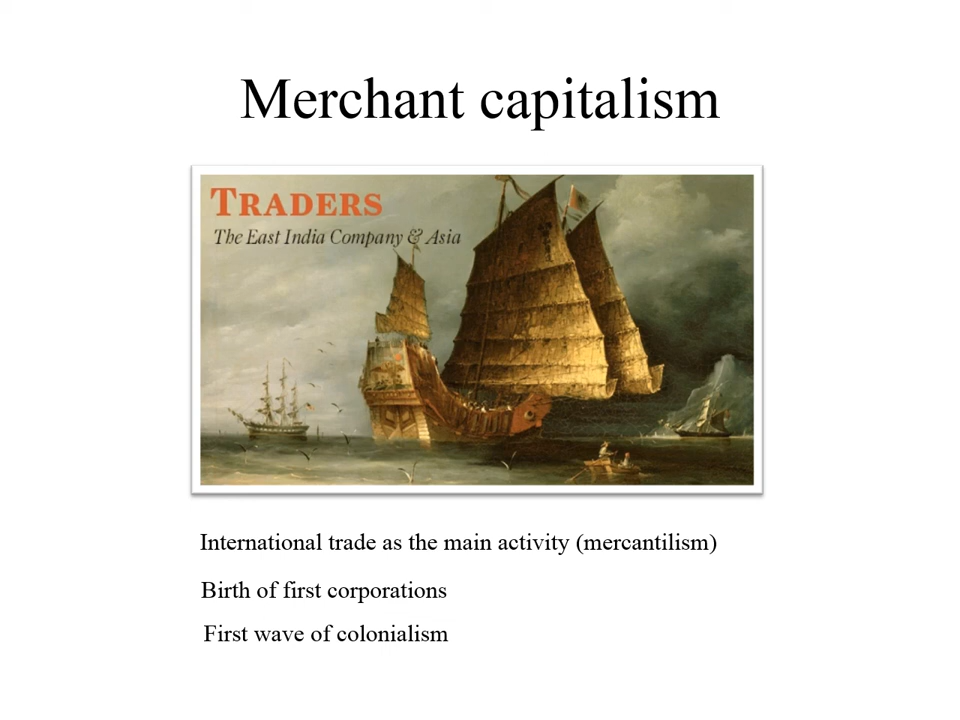 Merchant capitalism
TRADERS
The East India Company & Asia
International trade as the main activity (mercantilism)
Birth of first corporations
First wave of colonialism